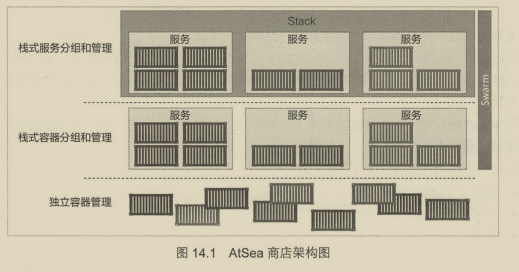 Stack
栈式服务分组和管理
服务 服务 服务
Swarm
栈式容器分组和管理
服务 服务 服务
独立容器管理
图 14.1 AtSea 商店架构图